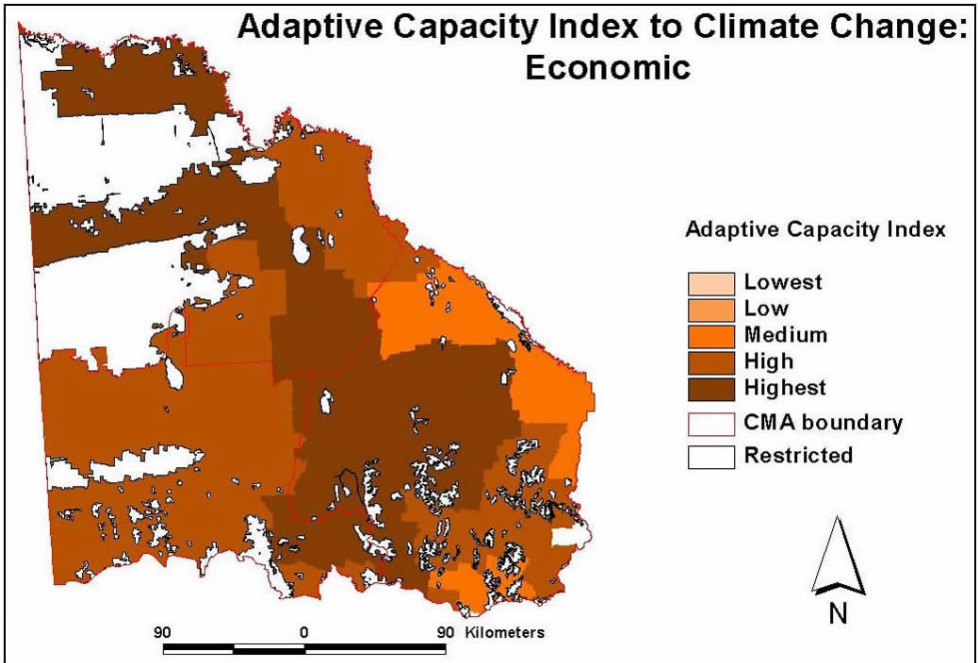 Adaptive Capacity Index to Climate Change:
Economic
Adaptive Capacity Index
Lowest
Low
Medium
High
Highest
CMA boundary
Restricted
N
90 0 90 Kilometers